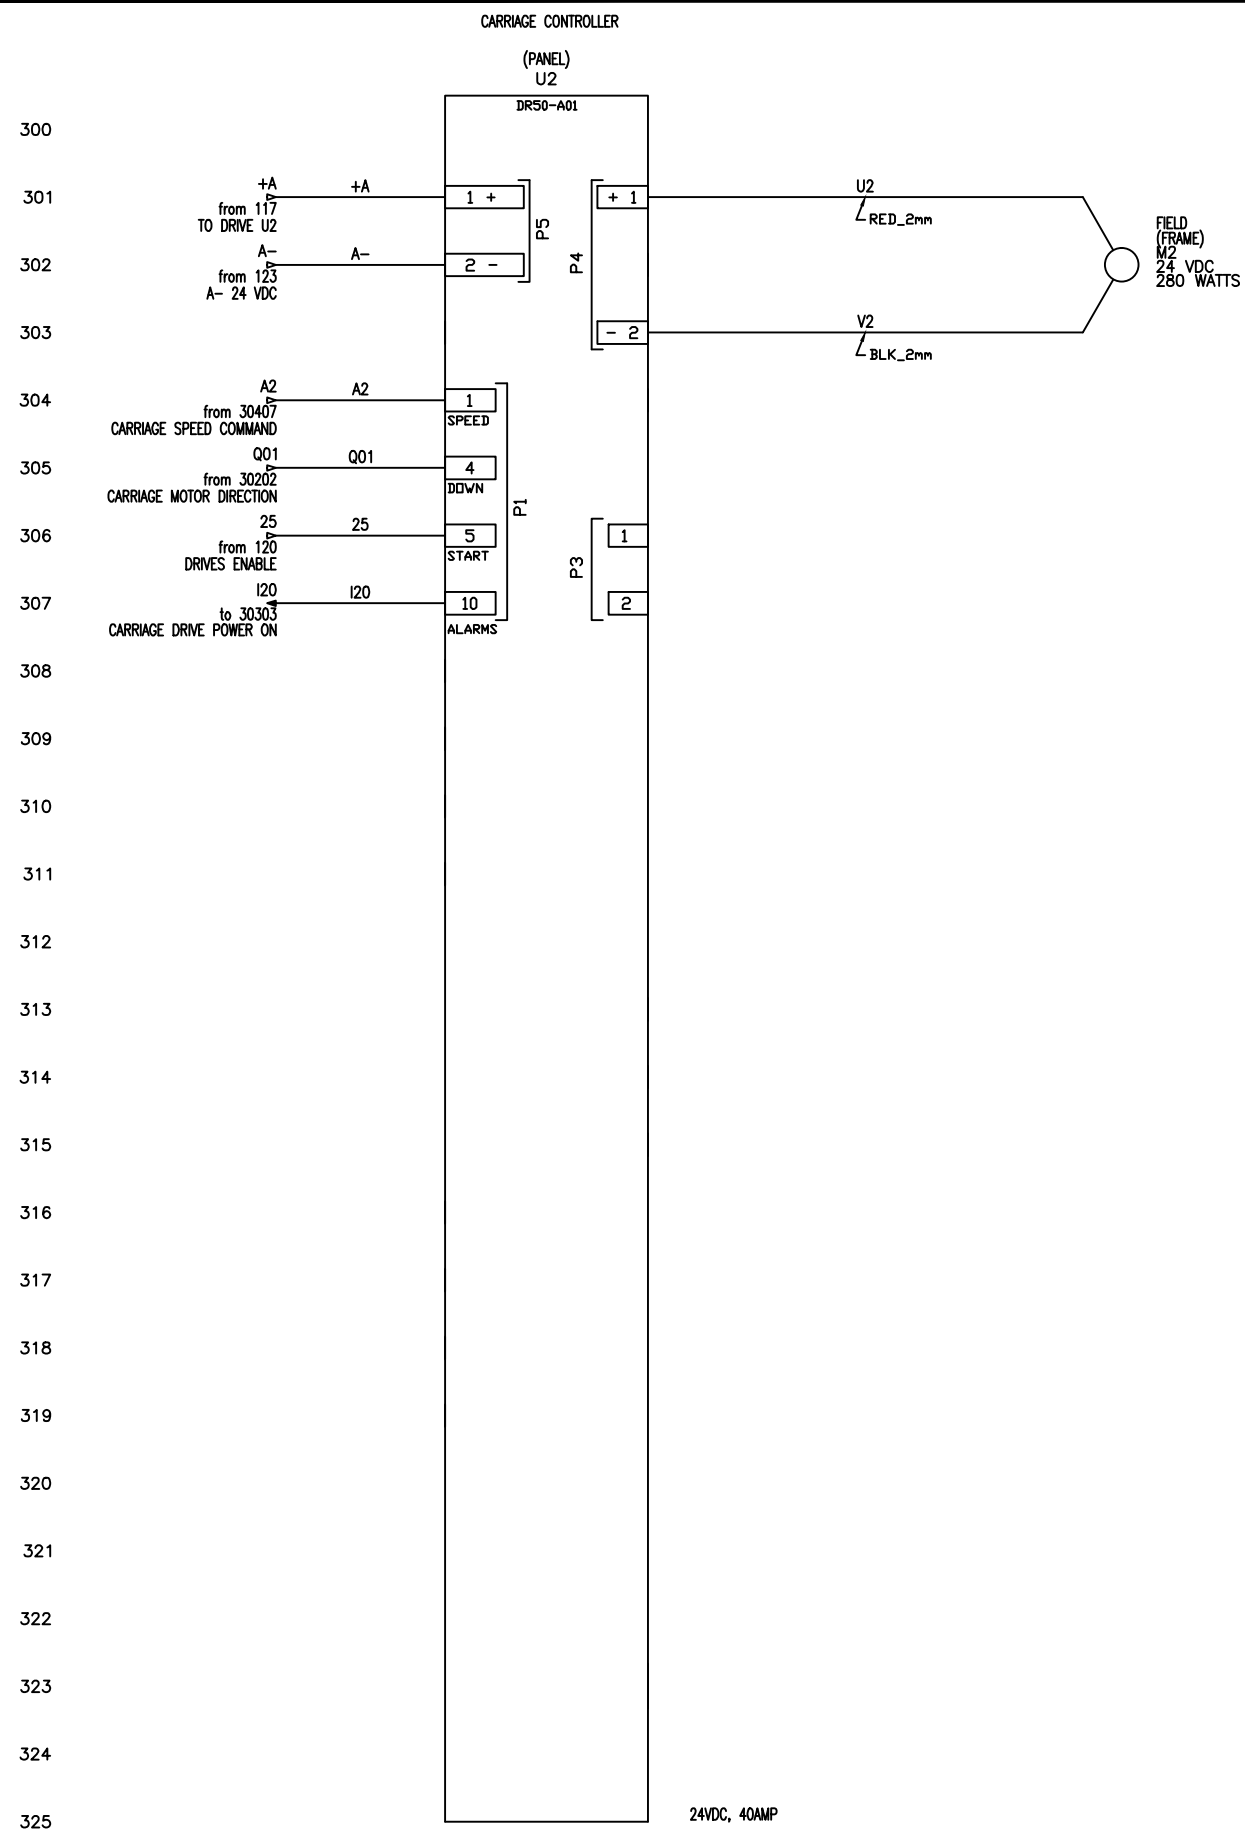 CARRIAGE CONTROLLER
(PANEL)
U2
DR50-A01
300
301
+A
from 117
TO DRIVE U2
+A
1 +
P5
+ 1
P4
U2
RED_2mm
FIELD
(FRAME)
M2
24 VDC
280 WATTS
302
A-
from 123
A- 24 VDC
A-
2 -
303
- 2
V2
BLK_2mm
304
A2
from 30407
CARRIAGE SPEED COMMAND
A2
1
SPEED
305
Q01
from 30202
CARRIAGE MOTOR DIRECTION
Q01
4
DOWN
P1
306
25
from 120
DRIVES ENABLE
25
5
START
P3
1
307
I20
to 30303
CARRIAGE DRIVE POWER ON
I20
10
ALARMS
2
308
309
310
311
312
313
314
315
316
317
318
319
320
321
322
323
324
325
24VDC, 40AMP